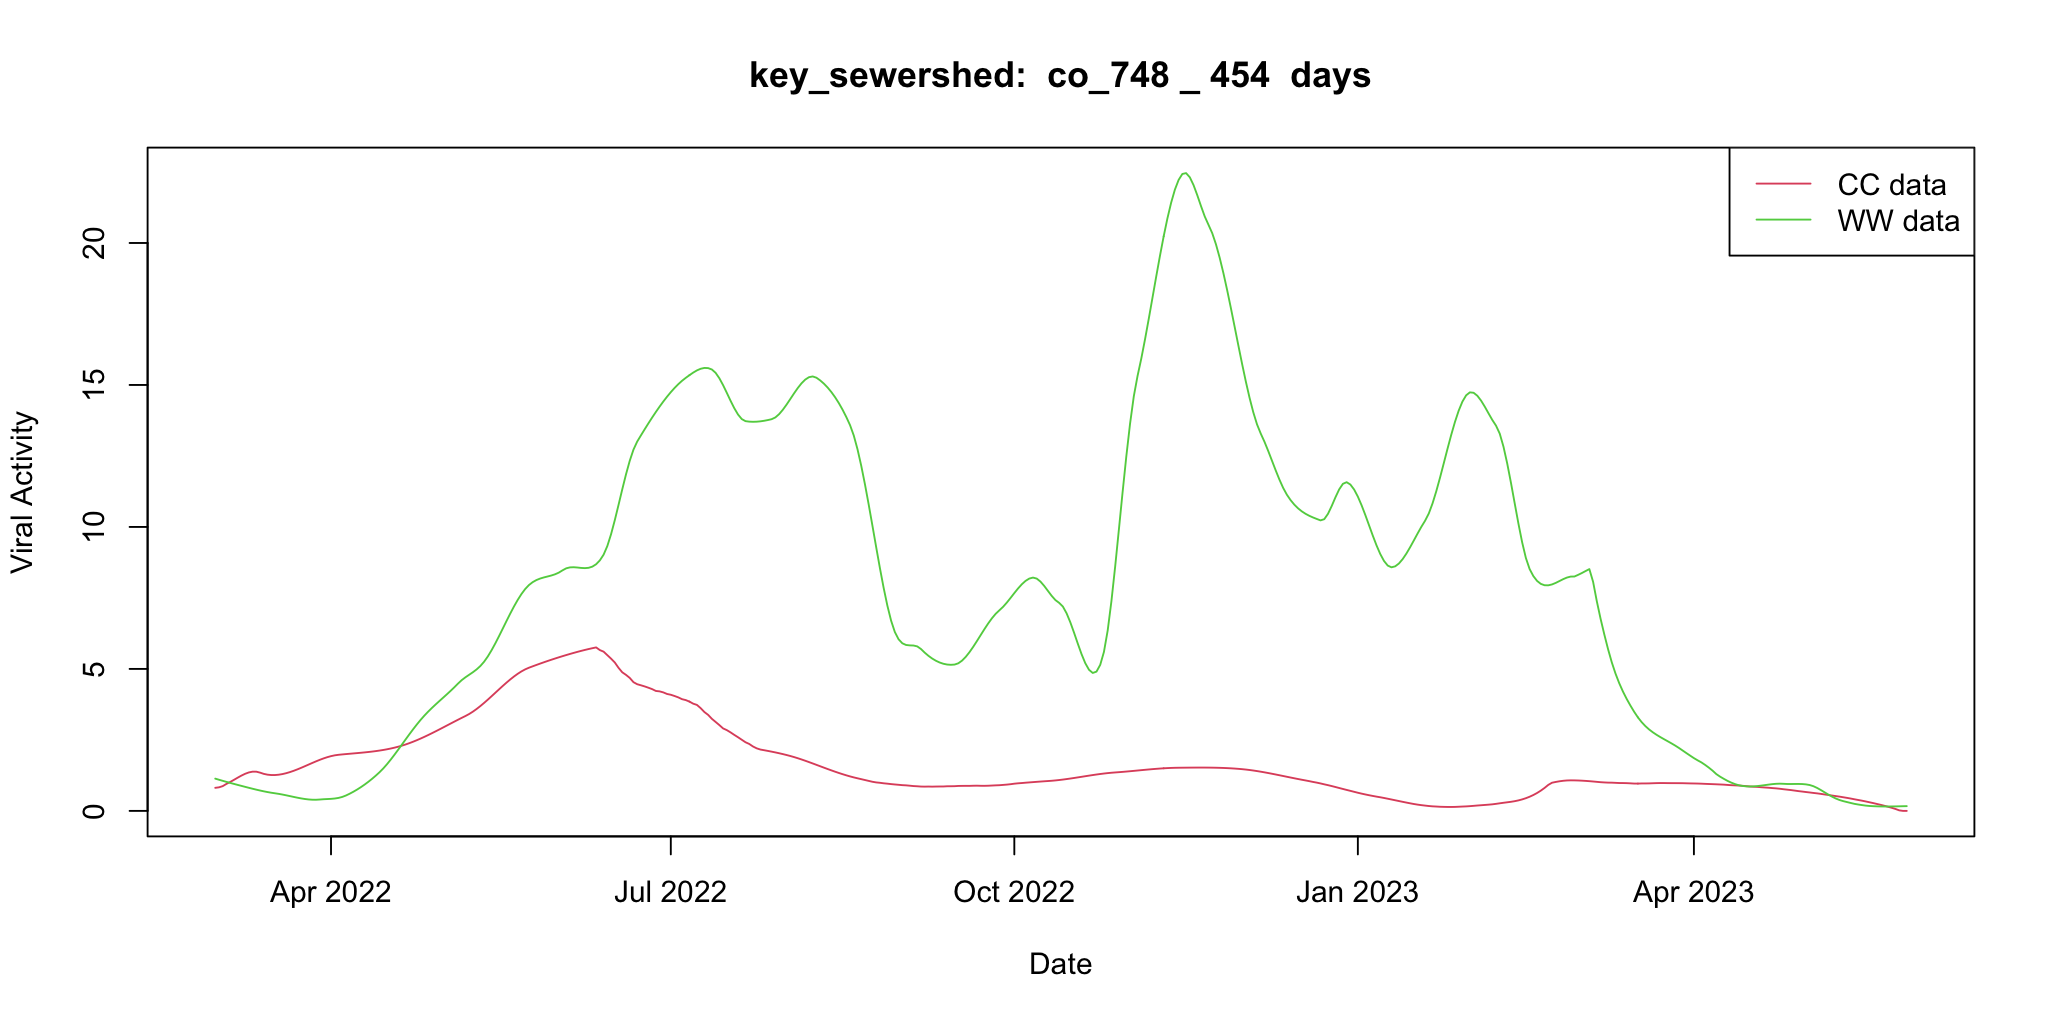 key_sewershed:  co_748 _ 454  days
CC data
WW data
Viral Activity
20
15
10
5
0
Apr 2022
Jul 2022
Oct 2022
Jan 2023
Apr 2023
Date